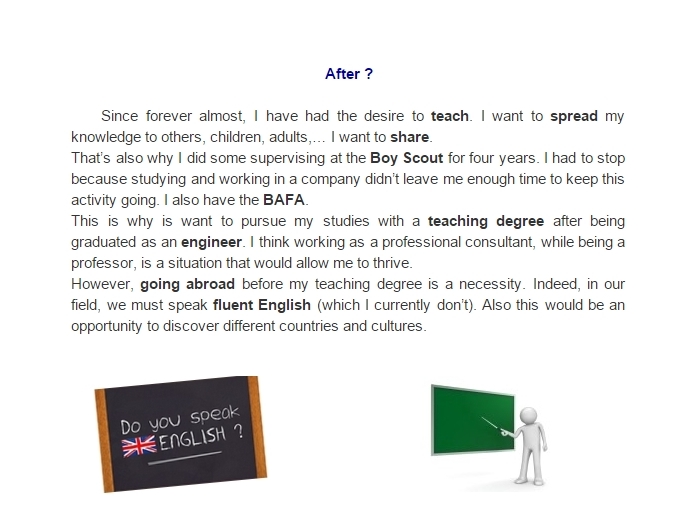 After ?
Since forever almost, I have had the desire to teach. I want to spread my
knowledge to others, children, adults,… I want to share.
That's also why I did some supervising at the Boy Scout for four years. I had to stop
because studying and working in a company didn't leave me enough time to keep this
activity going. I also have the BAFA.
This is why is want to pursue my studies with a teaching degree after being
graduated as an engineer. I think working as a professional consultant, while being a
professor, is a situation that would allow me to thrive.
However, going abroad before my teaching degree is a necessity. Indeed, in our
field, we must speak fluent English (which I currently don't). Also this would be an
opportunity to discover different countries and cultures.
Do you speak
ENGLISH ?